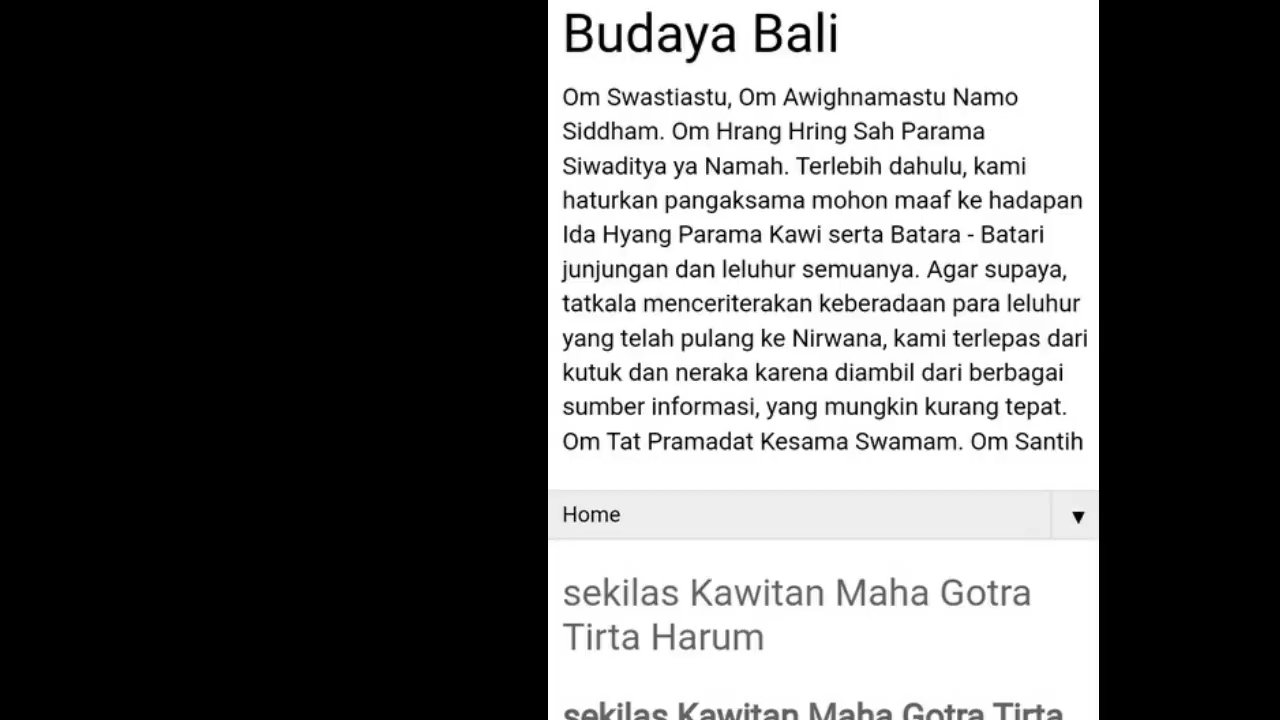 Budaya Bali
Om Swastiastu, Om Awighnamastu Namo
Siddham. Om Hrang Hring Sah Parama
Siwaditya ya Namah. Terlebih dahulu, kami
haturkan pangaksama mohon maaf ke hadapan
Ida Hyang Parama Kawi serta Batara - Batari
junjungan dan leluhur semuanya. Agar supaya,
tatkala menceriterakan keberadaan para leluhur
yang telah pulang ke Nirwana, kami terlepas dari
kutuk dan neraka karena diambil dari berbagai
sumber informasi, yang mungkin kurang tepat.
Om Tat Pramadat Kesama Swamam. Om Santih
Home ▼
sekilas Kawitan Maha Gotra
Tirta Harum
sekilas Kawitan Maha Gotra Tirta